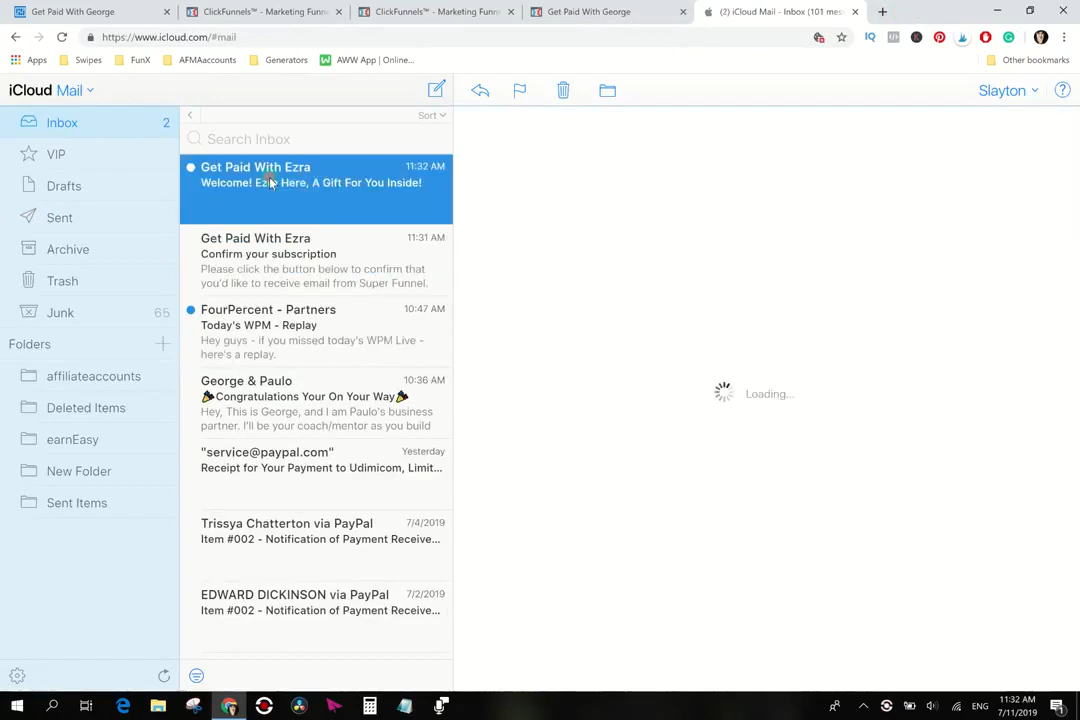 Get Paid With George
ClickFunnels™ - Marketing Funne
ClickFunnels™ - Marketing Funne
Get Paid With George
(2) iCloud Mail - Inbox (101 mes
https://www.icloud.com/#mail
IQ
Apps
Swipes
FunX
AFMAaccounts
Generators
AWW App | Online...
Other bookmarks
iCloud Mail
Slayton
?
Inbox 2
VIP
Drafts
Sent
Archive
Trash
Junk 65
Folders
affiliateaccounts
Deleted Items
earnEasy
New Folder
Sent Items
Sort
Search Inbox
Get Paid With Ezra 11:32 AM
Welcome! Here, A Gift For You Inside!
Get Paid With Ezra 11:31 AM
Confirm your subscription
Please click the button below to confirm that
you'd like to receive email from Super Funnel.
FourPercent - Partners 10:47 AM
Today's WPM - Replay
Hey guys - if you missed today's WPM Live -
here's a replay.
George & Paulo 10:36 AM
🎉Congratulations Your On Your Way🎉
Hey, This is George, and I am Paulo's business
partner. I'll be your coach/mentor as you build
"service@paypal.com" Yesterday
Receipt for Your Payment to Udimicom, Limit...
Trissya Chatterton via PayPal 7/4/2019
Item #002 - Notification of Payment Receive...
EDWARD DICKINSON via PayPal 7/2/2019
Item #002 - Notification of Payment Receive...
Loading...
ENG
11:32 AM
7/11/2019
1